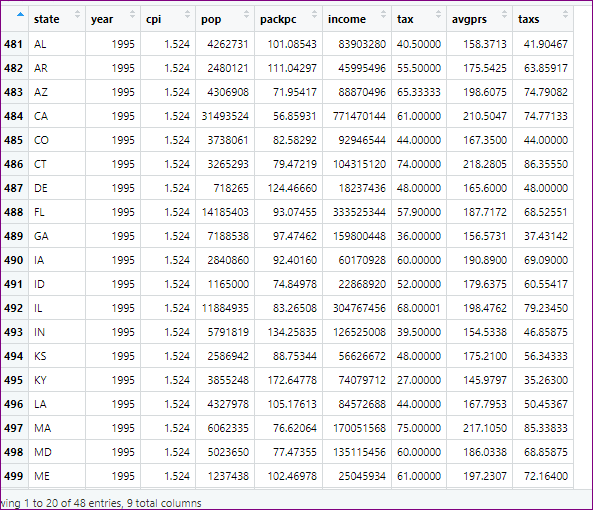 state year cpi pop packpc income tax avgprs taxs
481 AL 1995 1.524 4262731 101.08543 83903280 40.50000 158.3713 41.90467
482 AR 1995 1.524 2480121 111.04297 45995496 55.50000 175.5425 63.85917
483 AZ 1995 1.524 4306908 71.95417 88870496 65.33333 198.6075 74.79082
484 CA 1995 1.524 31493524 56.85931 771470144 61.00000 210.5047 74.77133
485 CO 1995 1.524 3738061 82.58292 92946544 44.00000 167.3500 44.00000
486 CT 1995 1.524 3265293 79.47219 104315120 74.00000 218.2805 86.35550
487 DE 1995 1.524 718265 124.46660 18237436 48.00000 165.6000 48.00000
488 FL 1995 1.524 14185403 93.07455 333525344 57.90000 187.7172 68.52551
489 GA 1995 1.524 7188538 97.47462 159800448 36.00000 156.5731 37.43142
490 IA 1995 1.524 2840860 92.40160 60170928 60.00000 190.8900 69.09000
491 ID 1995 1.524 1165000 74.84978 22868920 52.00000 179.6375 60.55417
492 IL 1995 1.524 11884935 83.26508 304767456 68.00001 198.4762 79.23450
493 IN 1995 1.524 5791819 134.25835 126525008 39.50000 154.5338 46.85875
494 KS 1995 1.524 2586942 88.75344 56626672 48.00000 175.2100 56.34333
495 KY 1995 1.524 3855248 172.64778 74079712 27.00000 145.9797 35.26300
496 LA 1995 1.524 4327978 105.17613 84572688 44.00000 167.7953 50.45367
497 MA 1995 1.524 6062335 76.62064 170051568 75.00000 217.1050 85.33833
498 MD 1995 1.524 5023650 77.47355 135115456 60.00000 186.0338 68.85875
499 ME 1995 1.524 1237438 102.46978 25045934 61.00000 197.2307 72.16400
wing 1 to 20 of 48 entries, 9 total columns